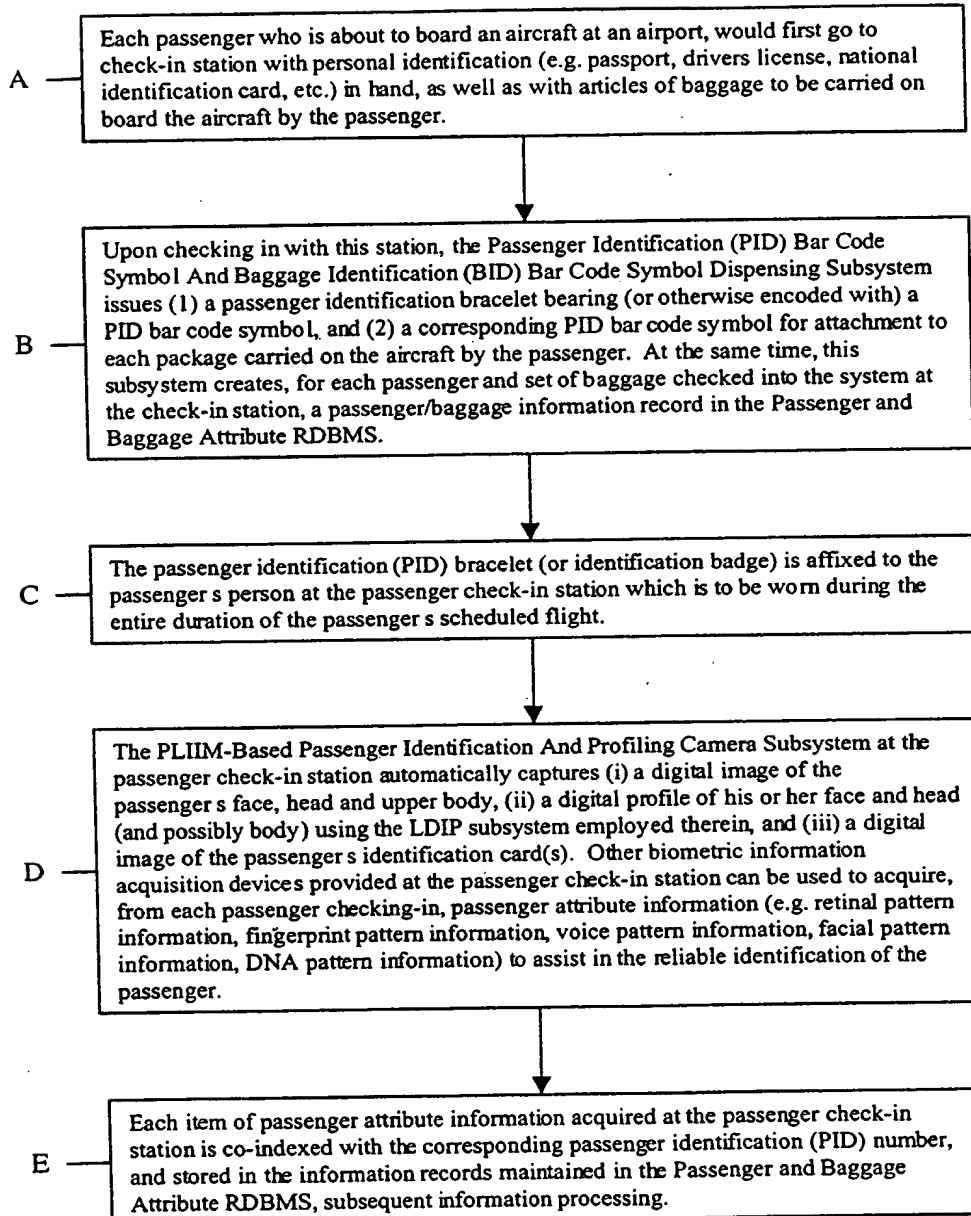 Each passenger who is about to board an aircraft at an airport, would first go to
check-in station with personal identification (e.g. passport, drivers license, national
identification card, etc.) in hand, as well as with articles of baggage to be carried on
board the aircraft by the passenger.
A
Upon checking in with this station, the Passenger Identification (PID) Bar Code
Symbol And Baggage Identification (BID) Bar Code Symbol Dispensing Subsystem
issues (1) a passenger identification bracelet bearing (or otherwise encoded with) a
PID bar code symbol, and (2) a corresponding PID bar code symbol for attachment to
each package carried on the aircraft by the passenger. At the same time, this
subsystem creates, for each passenger and set of baggage checked into the system at
the check-in station, a passenger/baggage information record in the Passenger and
Baggage Attribute RDBMS.
B
The passenger identification (PID) bracelet (or identification badge) is affixed to the
passenger s person at the passenger check-in station which is to be worn during the
entire duration of the passenger s scheduled flight.
C
The PLIIM-Based Passenger Identification And Profiling Camera Subsystem at the
passenger check-in station automatically captures (i) a digital image of the
passenger s face, head and upper body, (ii) a digital profile of his or her face and head
(and possibly body) using the LDIP subsystem employed therein, and (iii) a digital
image of the passenger s identification card(s). Other biometric information
acquisition devices provided at the passenger check-in station can be used to acquire,
from each passenger checking-in, passenger attribute information (e.g. retinal pattern
information, fingerprint pattern information, voice pattern information, facial pattern
information, DNA pattern information) to assist in the reliable identification of the
passenger.
D
Each item of passenger attribute information acquired at the passenger check-in
station is co-indexed with the corresponding passenger identification (PID) number,
and stored in the information records maintained in the Passenger and Baggage
Attribute RDBMS, subsequent information processing.
E